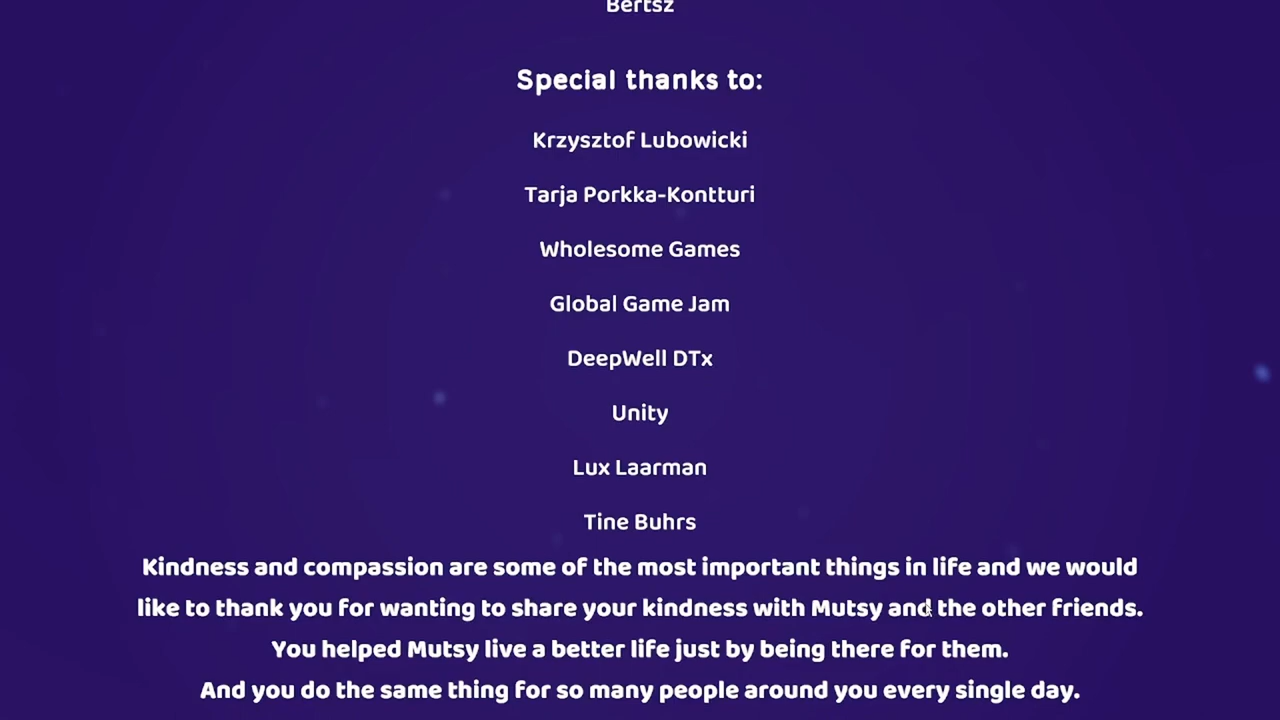 Bertsz
Special thanks to:
Krzysztof Lubowicki
Tarja Porkka-Kontturi
Wholesome Games
Global Game Jam
DeepWell DTx
Unity
Lux Laarman
Tine Buhrs
Kindness and compassion are some of the most important things in life and we would
like to thank you for wanting to share your kindness with Mutsy and the other friends.
You helped Mutsy live a better life just by being there for them.
And you do the same thing for so many people around you every single day.